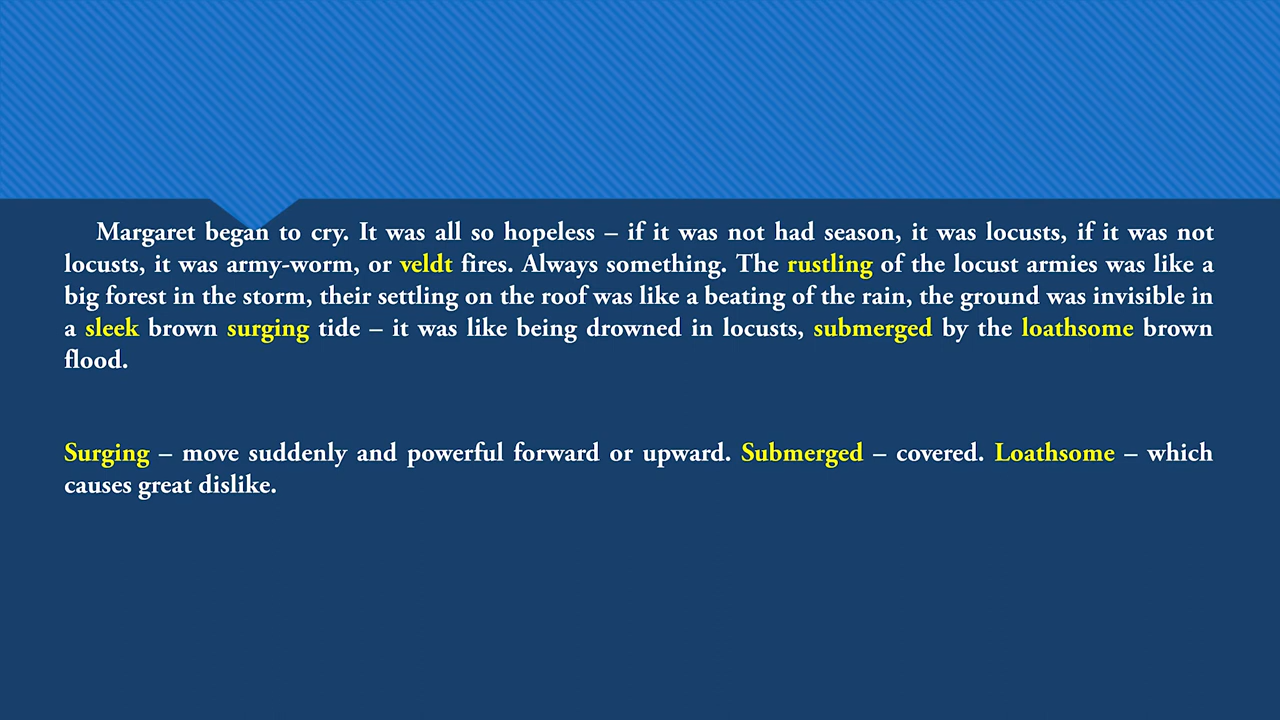 Margaret began to cry. It was all so hopeless – if it was not had season, it was locusts, if it was not
locusts, it was army-worm, or veldt fires. Always something. The rustling of the locust armies was like a
big forest in the storm, their settling on the roof was like a beating of the rain, the ground was invisible in
a sleek brown surging tide – it was like being drowned in locusts, submerged by the loathsome brown
flood.
Surging – move suddenly and powerful forward or upward. Submerged – covered. Loathsome – which
causes great dislike.